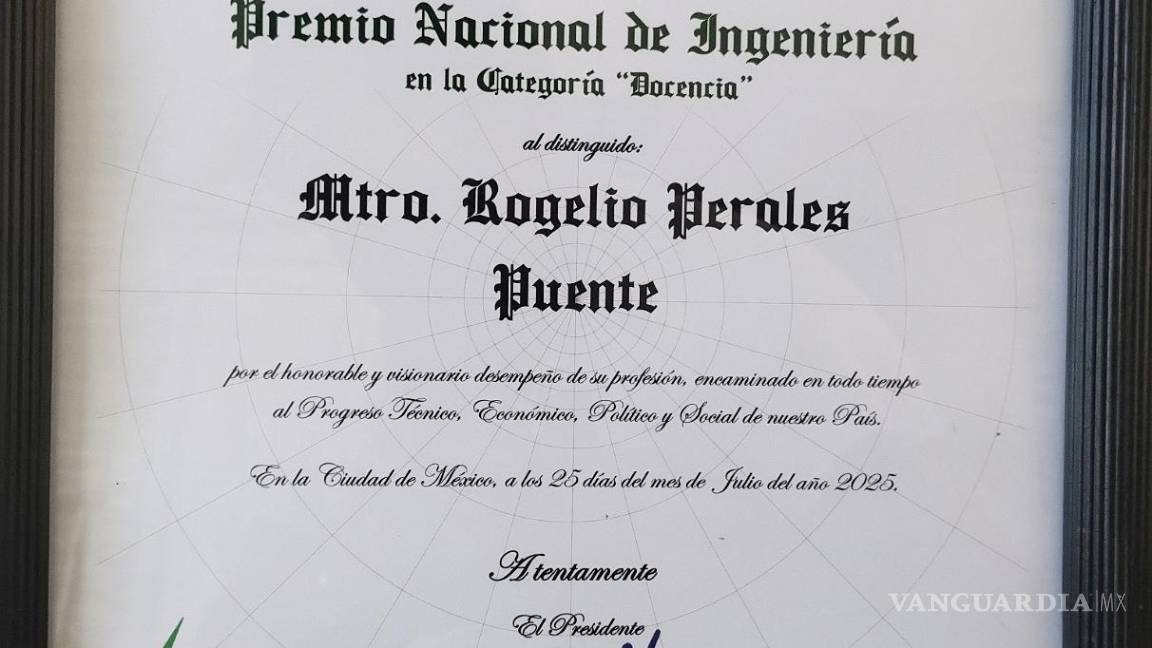 Premio Nacional de Ingeniería
en la Categoría “Docencia”
al distinguido:
Mtro. Rogelio Perales
Puente
por el honorable y visionario desempeño de su profesión, encaminado en todo tiempo
al Progreso Técnico, Económico, Político y Social de nuestro País.
En la Ciudad de México, a los 25 días del mes de Julio del año 2025.
Atentamente
El Presidente
VANGUARDIA|MX